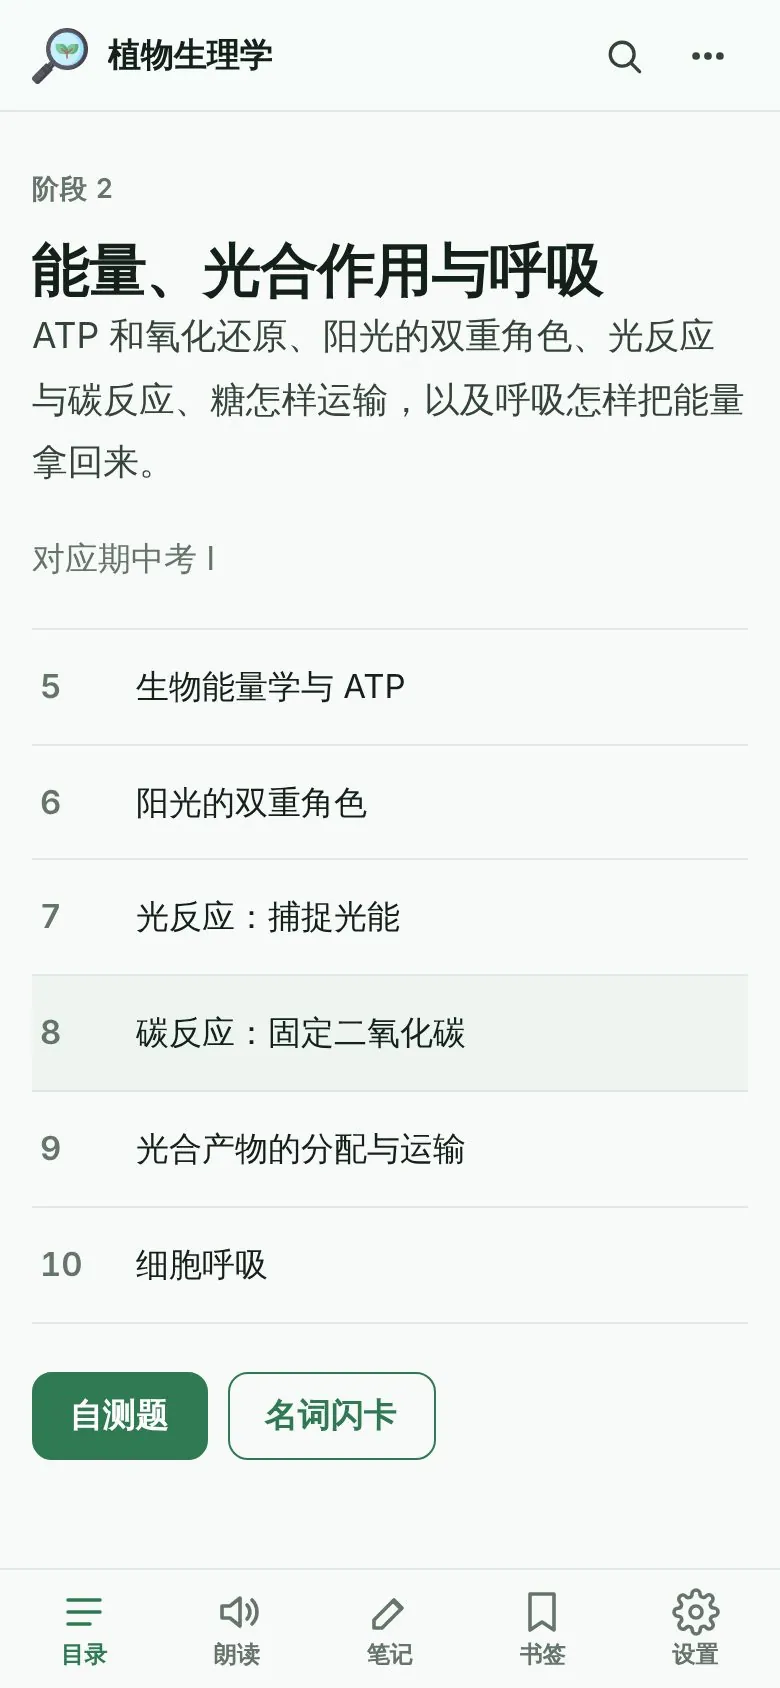 植物生理学
阶段 2
能量、光合作用与呼吸
ATP 和氧化还原、阳光的双重角色、光反应
与碳反应、糖怎样运输，以及呼吸怎样把能量
拿回来。
对应期中考 I
5 生物能量学与 ATP
6 阳光的双重角色
7 光反应：捕捉光能
8 碳反应：固定二氧化碳
9 光合产物的分配与运输
10 细胞呼吸
自测题 名词闪卡
目录 朗读 笔记 书签 设置